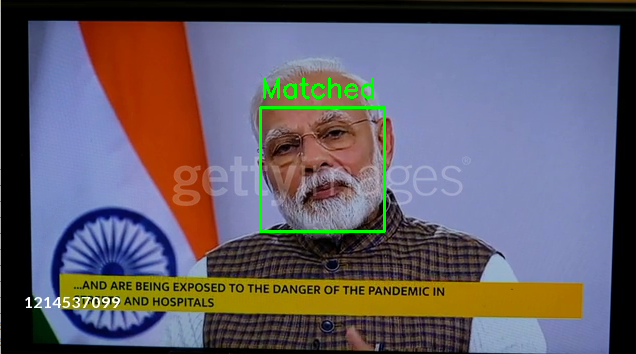 Matched
gettyimages®
...AND ARE BEING EXPOSED TO THE DANGER OF THE PANDEMIC IN
AND HOSPITALS
1214537099